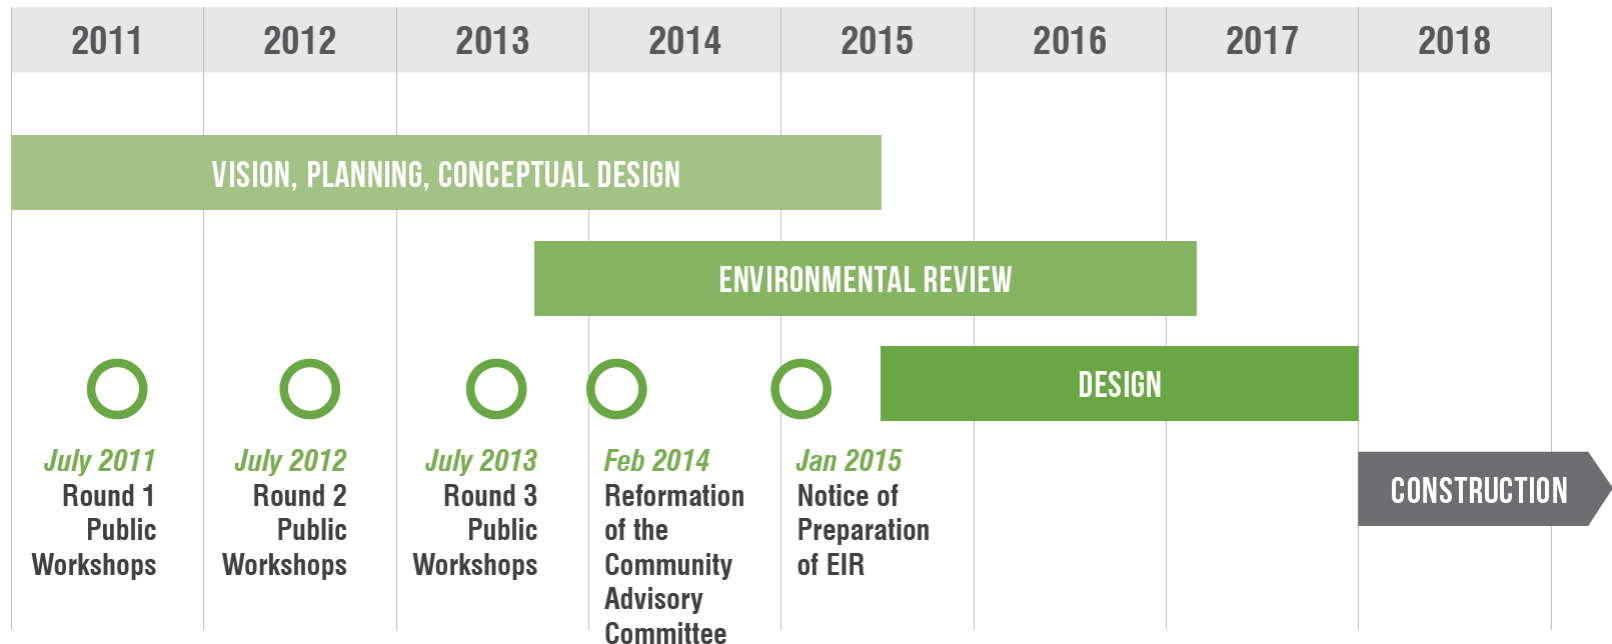 2011 2012 2013 2014 2015 2016 2017 2018
VISION, PLANNING, CONCEPTUAL DESIGN
ENVIRONMENTAL REVIEW
DESIGN
July 2011
Round 1
Public
Workshops
July 2012
Round 2
Public
Workshops
July 2013
Round 3
Public
Workshops
Feb 2014
Reformation
of the
Community
Advisory
Committee
Jan 2015
Notice of
Preparation
of EIR
CONSTRUCTION